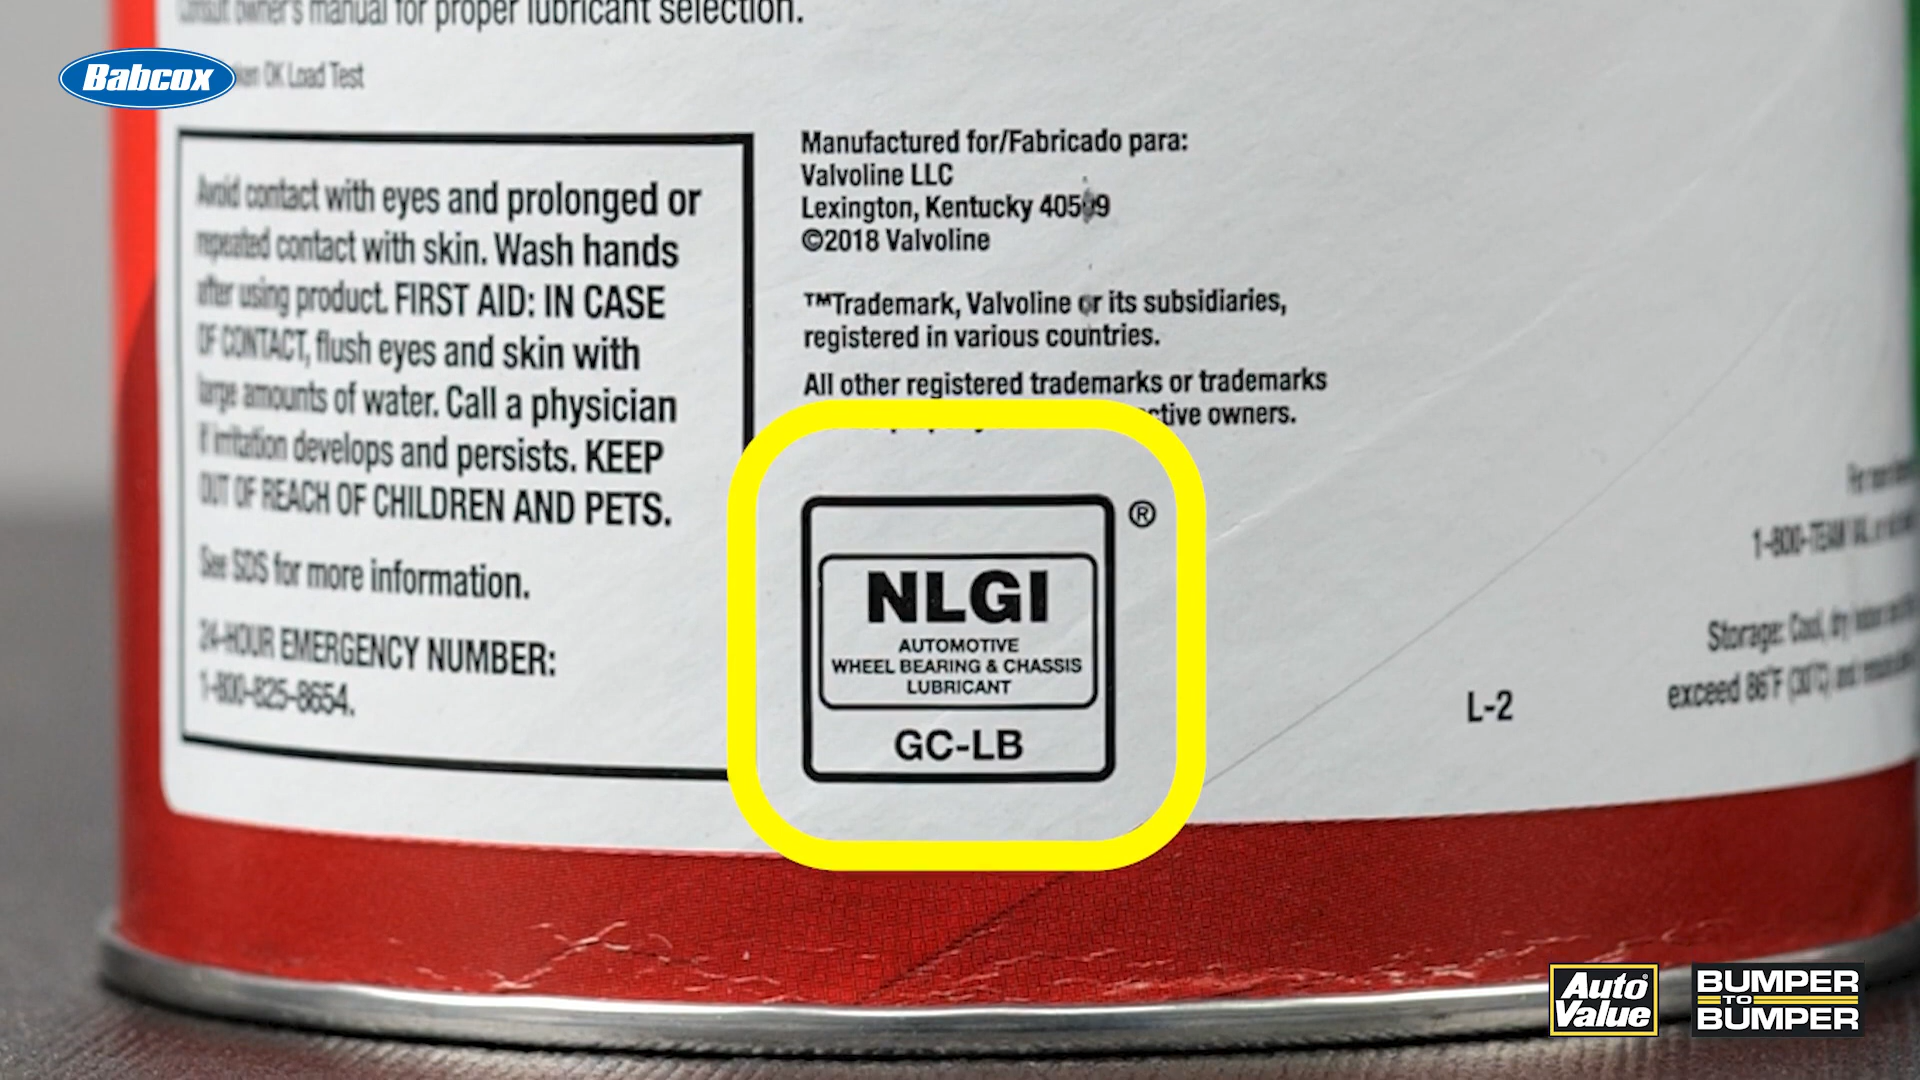 Consult owner's manual for proper lubricant selection.
Babcox
OK Load Test
Avoid contact with eyes and prolonged or
repeated contact with skin. Wash hands
after using product. FIRST AID: IN CASE
OF CONTACT, flush eyes and skin with
large amounts of water. Call a physician
if irritation develops and persists. KEEP
OUT OF REACH OF CHILDREN AND PETS.
See SDS for more information.
24-HOUR EMERGENCY NUMBER:
1-800-825-8654.
Manufactured for/Fabricado para:
Valvoline LLC
Lexington, Kentucky 40509
©2018 Valvoline
™Trademark, Valvoline or its subsidiaries,
registered in various countries.
All other registered trademarks or trademarks
owners.
NLGI ®
AUTOMOTIVE
WHEEL BEARING & CHASSIS
LUBRICANT
GC-LB
L-2
1-800-TEAM
Storage: Cool, dry
exceed 86°F (30°C) and
Auto Value
BUMPER
TO
BUMPER